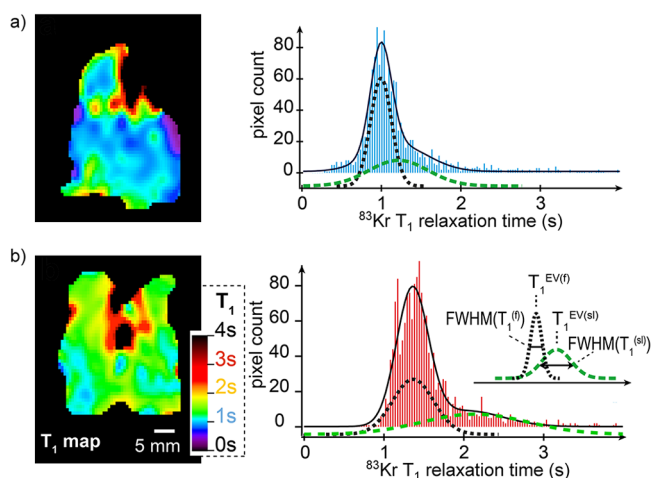 a)
pixel count
80
60
40
20
0
0 1 2 3
⁸³Kr T₁ relaxation time (s)
b)
T₁
4s
3s
2s
1s
0s
T₁ map
5 mm
pixel count
80
60
40
20
0
0 1 2 3
⁸³Kr T₁ relaxation time (s)
T₁ᴱⱽ⁽ᶠ⁾
FWHM(T₁⁽ᶠ⁾)
T₁ᴱⱽ⁽ˢˡ⁾
FWHM(T₁⁽ˢˡ⁾)